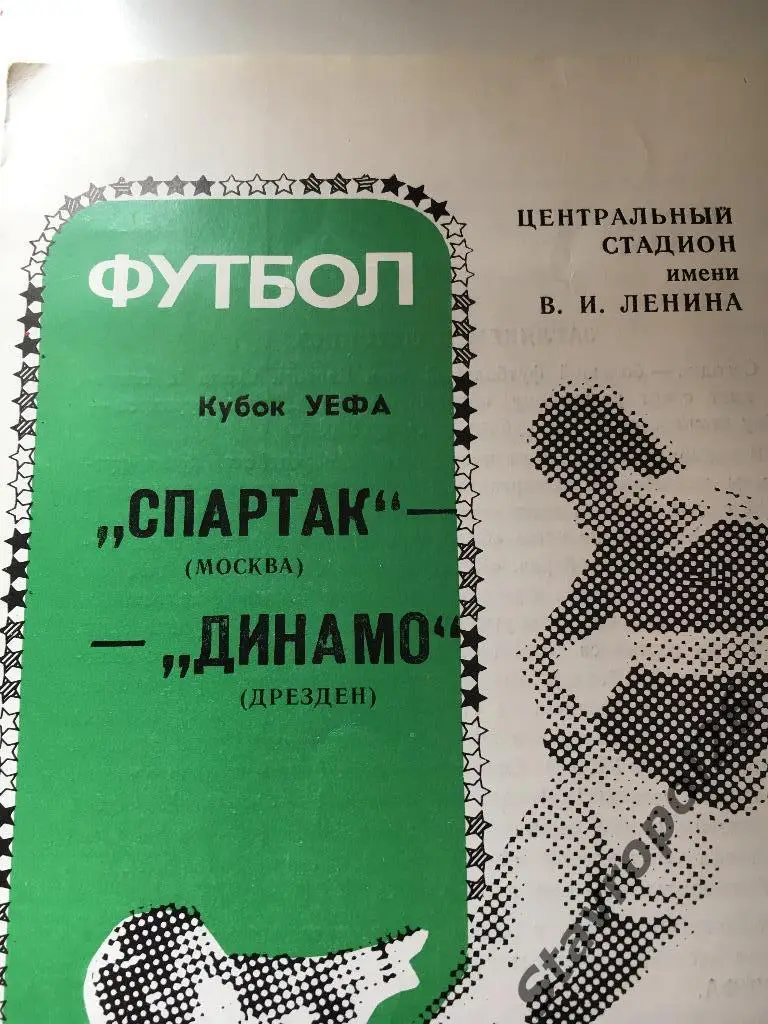 ФУТБОЛ
Кубок УЕФА
„СПАРТАК“—
(МОСКВА)
— „ДИНАМО“
(ДРЕЗДЕН)
ЦЕНТРАЛЬНЫЙ
СТАДИОН
имени
В. И. ЛЕНИНА